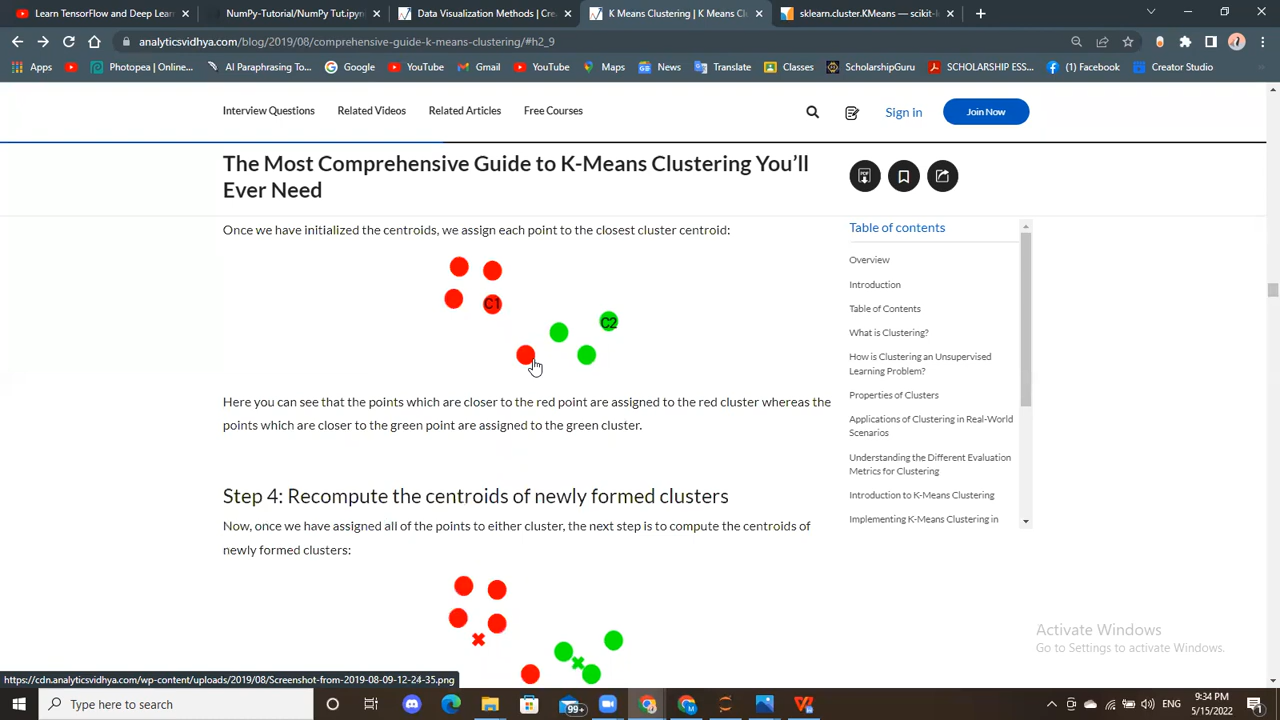 Learn TensorFlow and Deep Lear
NumPy-Tutorial/NumPy Tut.ipynb
Data Visualization Methods | Cre
K Means Clustering | K Means Clu
sklearn.cluster.KMeans — scikit-l
analyticsvidhya.com/blog/2019/08/comprehensive-guide-k-means-clustering/#h2_9
Apps
Photopea | Online...
AI Paraphrasing To...
Google
YouTube
Gmail
YouTube
Maps
News
Translate
Classes
ScholarshipGuru
SCHOLARSHIP ESS...
(1) Facebook
Creator Studio
Interview Questions
Related Videos
Related Articles
Free Courses
Sign in
Join Now
The Most Comprehensive Guide to K-Means Clustering You’ll
Ever Need
PDF
Once we have initialized the centroids, we assign each point to the closest cluster centroid:
C1
C2
Here you can see that the points which are closer to the red point are assigned to the red cluster whereas the
points which are closer to the green point are assigned to the green cluster.
Step 4: Recompute the centroids of newly formed clusters
Now, once we have assigned all of the points to either cluster, the next step is to compute the centroids of
newly formed clusters:
Table of contents
Overview
Introduction
Table of Contents
What is Clustering?
How is Clustering an Unsupervised
Learning Problem?
Properties of Clusters
Applications of Clustering in Real-World
Scenarios
Understanding the Different Evaluation
Metrics for Clustering
Introduction to K-Means Clustering
Implementing K-Means Clustering in
Activate Windows
Go to Settings to activate Windows.
https://cdn.analyticsvidhya.com/wp-content/uploads/2019/08/Screenshot-from-2019-08-09-12-24-35.png
Type here to search
99+
ENG
9:34 PM
5/15/2022